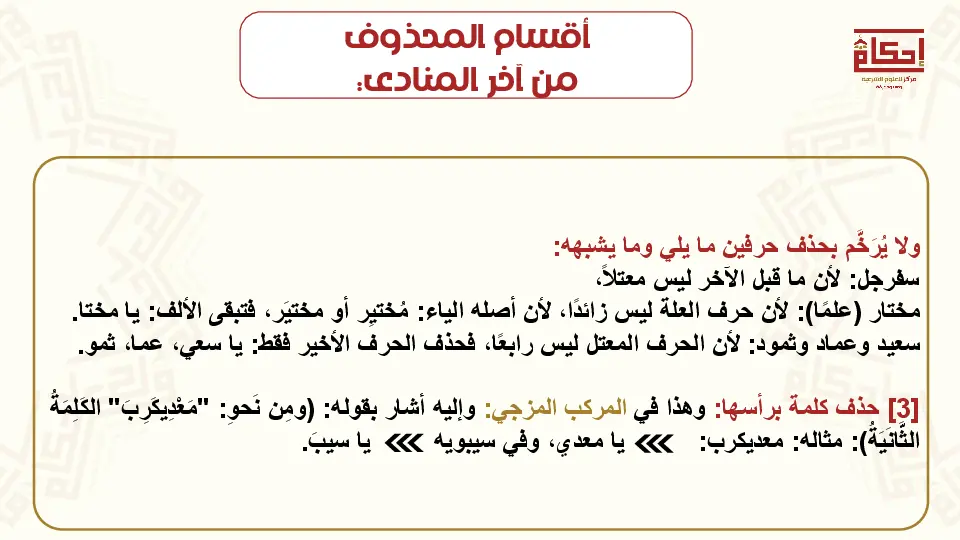 أقسام المحذوف
من آخر المنادى:
إحكام
مركز للعلوم الشرعية
ولا يُرَخَّم بحذف حرفين ما يلي وما يشبهه:
سفرجل: لأن ما قبل الآخر ليس معتلاً،
مختار (علمًا): لأن حرف العلة ليس زائدًا، لأن أصله الياء: مُختيِر أو مختيَر، فتبقى الألف: يا مختا.
سعيد وعماد وثمود: لأن الحرف المعتل ليس رابعًا، فحذف الحرف الأخير فقط: يا سعي، عما، ثمو.
[3] حذف كلمة برأسها: وهذا في المركب المزجي: وإليه أشار بقوله: (ومِن نَحوِ: "مَعْدِيكَرِبَ" الكَلِمَةُ
الثَّانَيَةُ): مثاله: معديكرب: >>> يا معدي، وفي سيبويه >>> يا سيبَ.